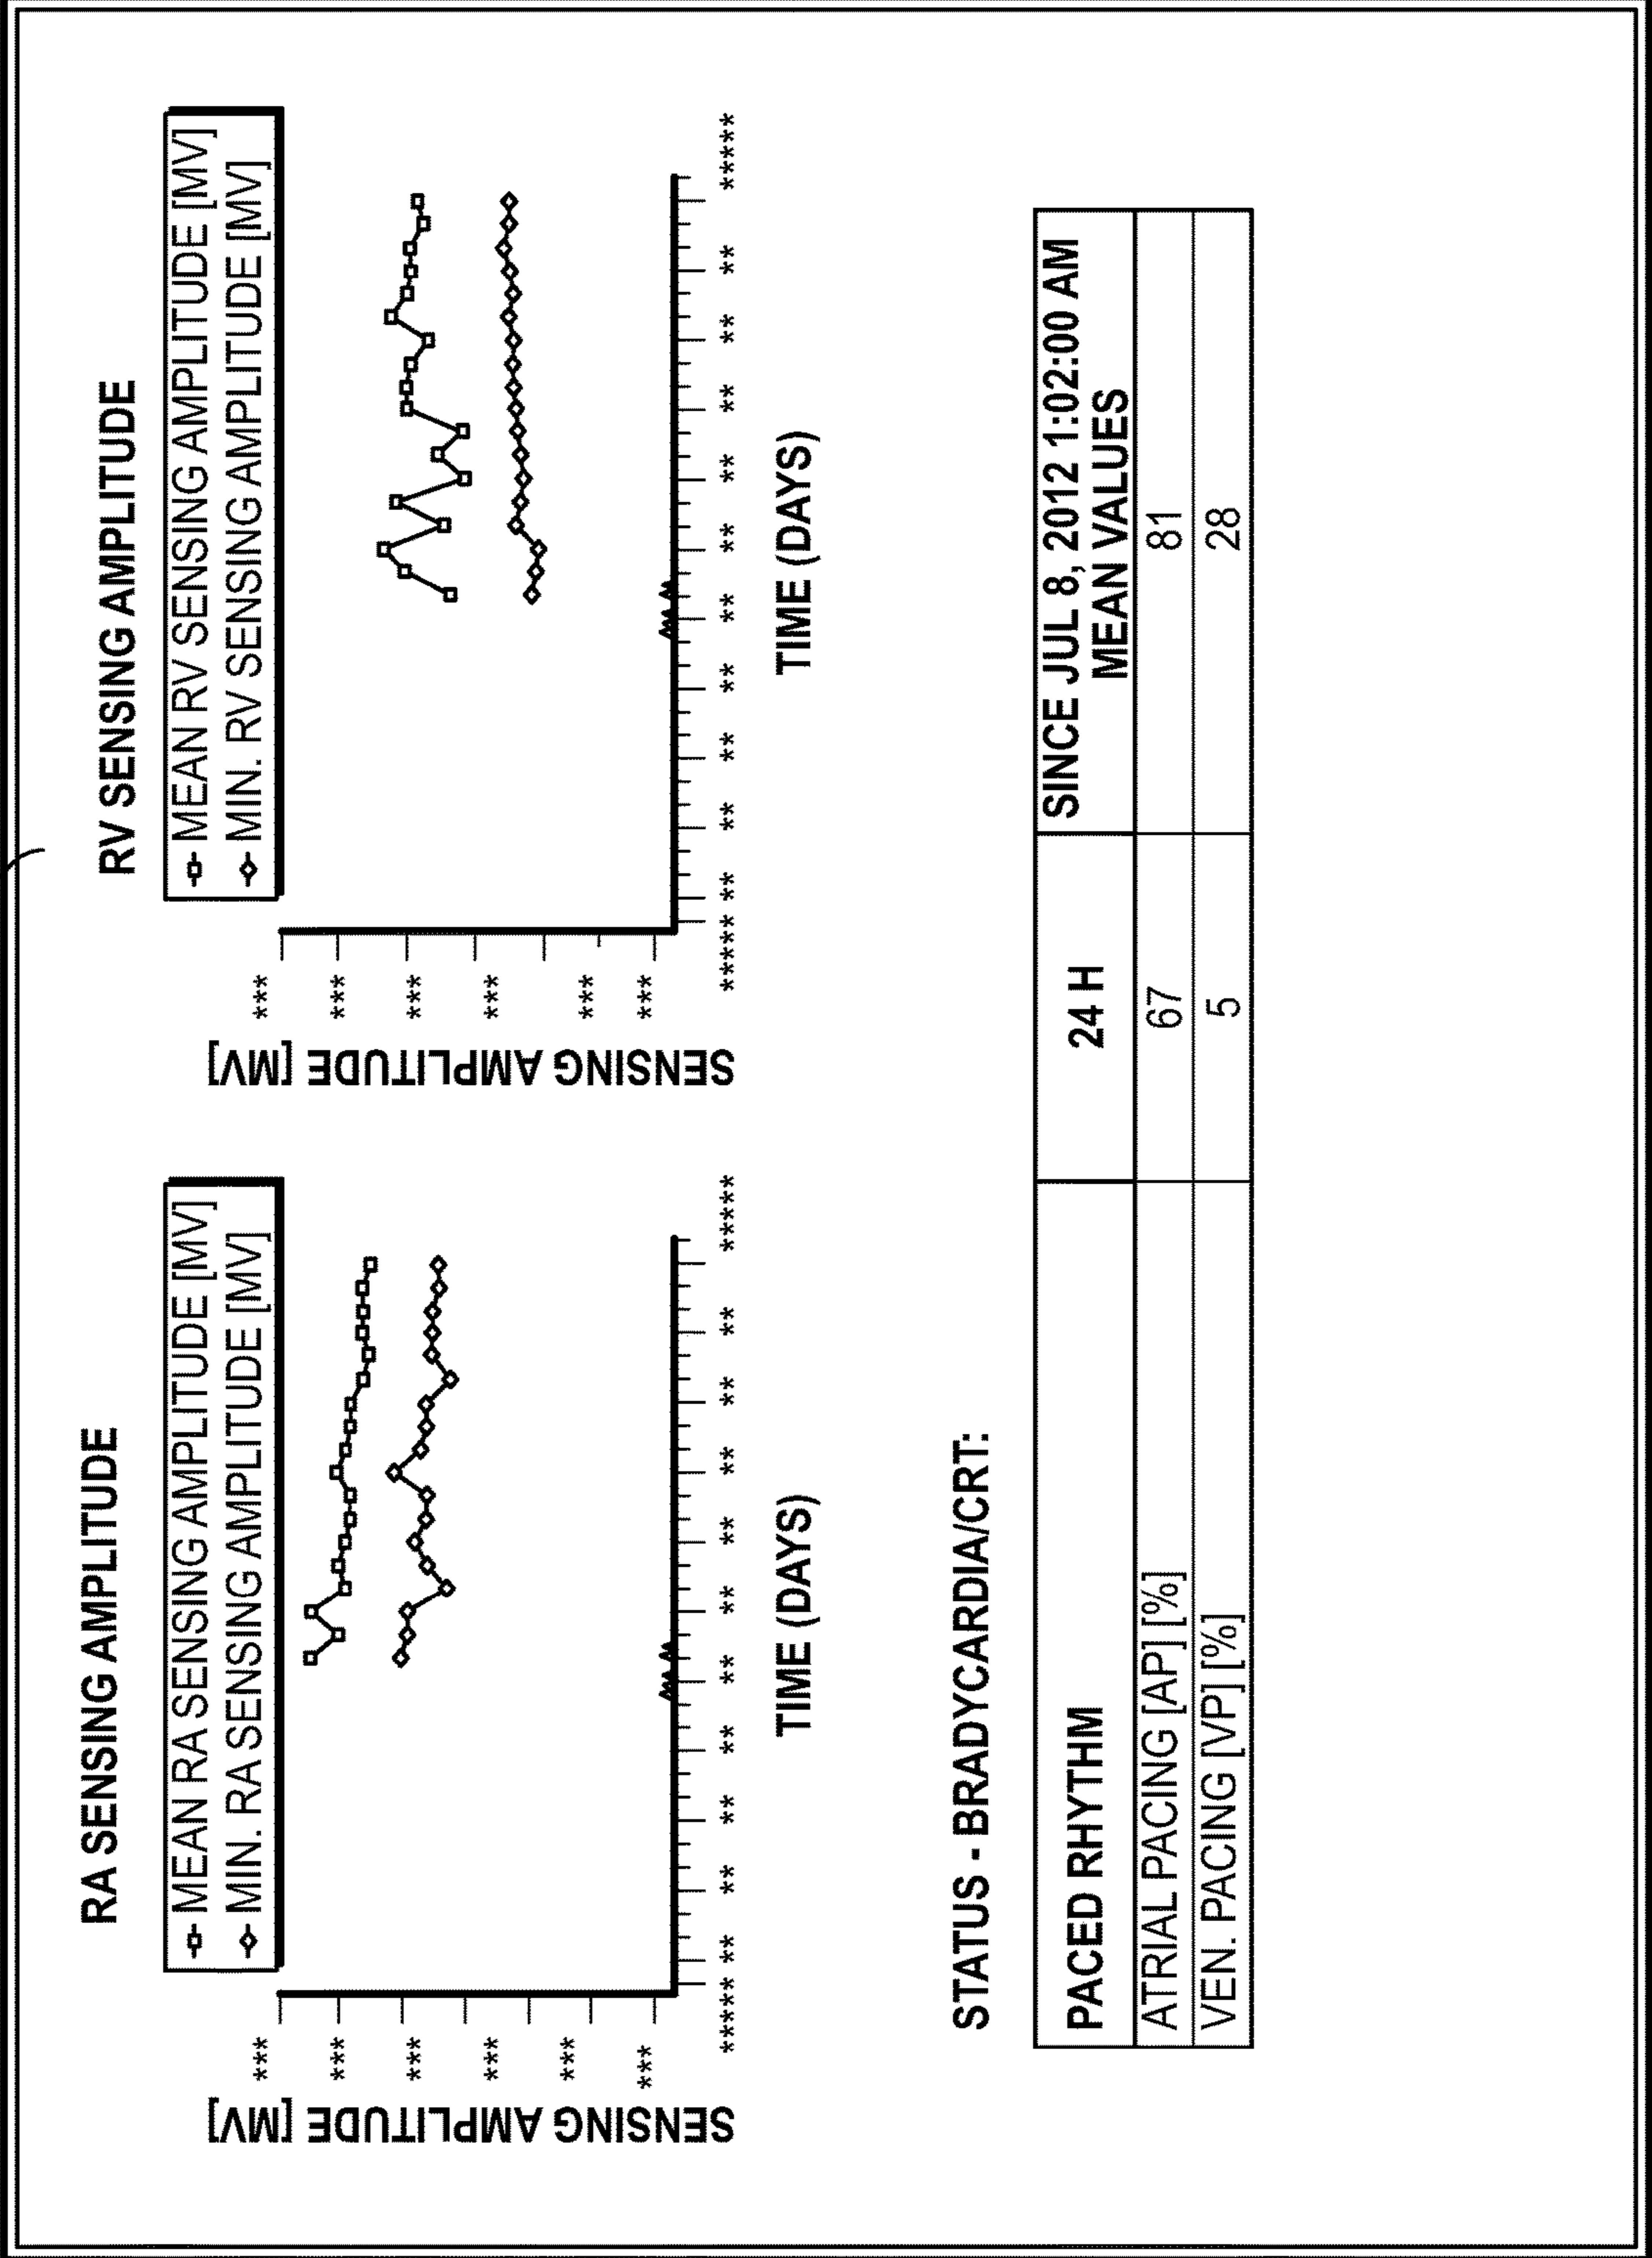 RA SENSING AMPLITUDE
MEAN RA SENSING AMPLITUDE [MV]
MIN. RA SENSING AMPLITUDE [MV]
SENSING AMPLITUDE [MV]
***
***
***
***
***
***
***** ** ** ** ** ** ** ** ** ** ** *****
TIME (DAYS)
RV SENSING AMPLITUDE
MEAN RV SENSING AMPLITUDE [MV]
MIN. RV SENSING AMPLITUDE [MV]
SENSING AMPLITUDE [MV]
***
***
***
***
***
***
***** ** ** ** ** ** ** ** ** ** ** *****
TIME (DAYS)
STATUS - BRADYCARDIA/CRT:
PACED RHYTHM 24 H SINCE JUL 8, 2012 1:02:00 AM
MEAN VALUES
ATRIAL PACING [AP] [%] 67 81
VEN. PACING [VP] [%] 5 28